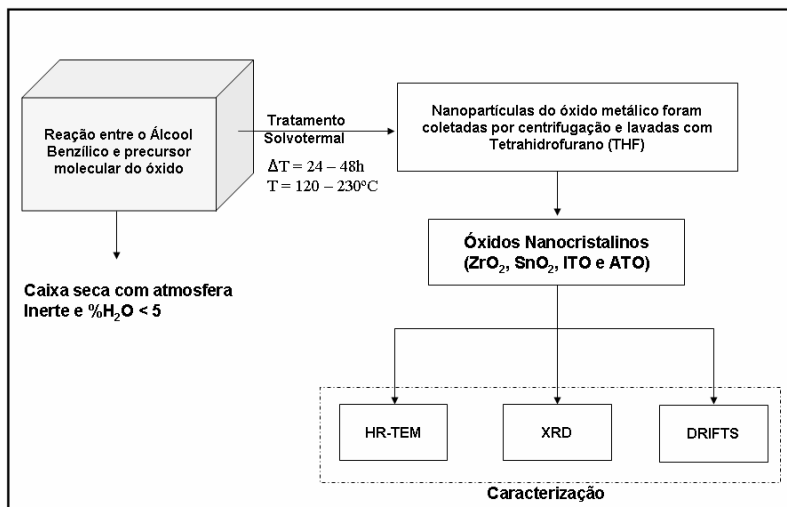 Reação entre o Álcool
Benzílico e precursor
molecular do óxido
Tratamento
Solvotermal
ΔT = 24 – 48h
T = 120 – 230ºC
Nanopartículas do óxido metálico foram
coletadas por centrifugação e lavadas com
Tetrahidrofurano (THF)
Caixa seca com atmosfera
Inerte e %H₂O < 5
Óxidos Nanocristalinos
(ZrO₂, SnO₂, ITO e ATO)
HR-TEM
XRD
DRIFTS
Caracterização